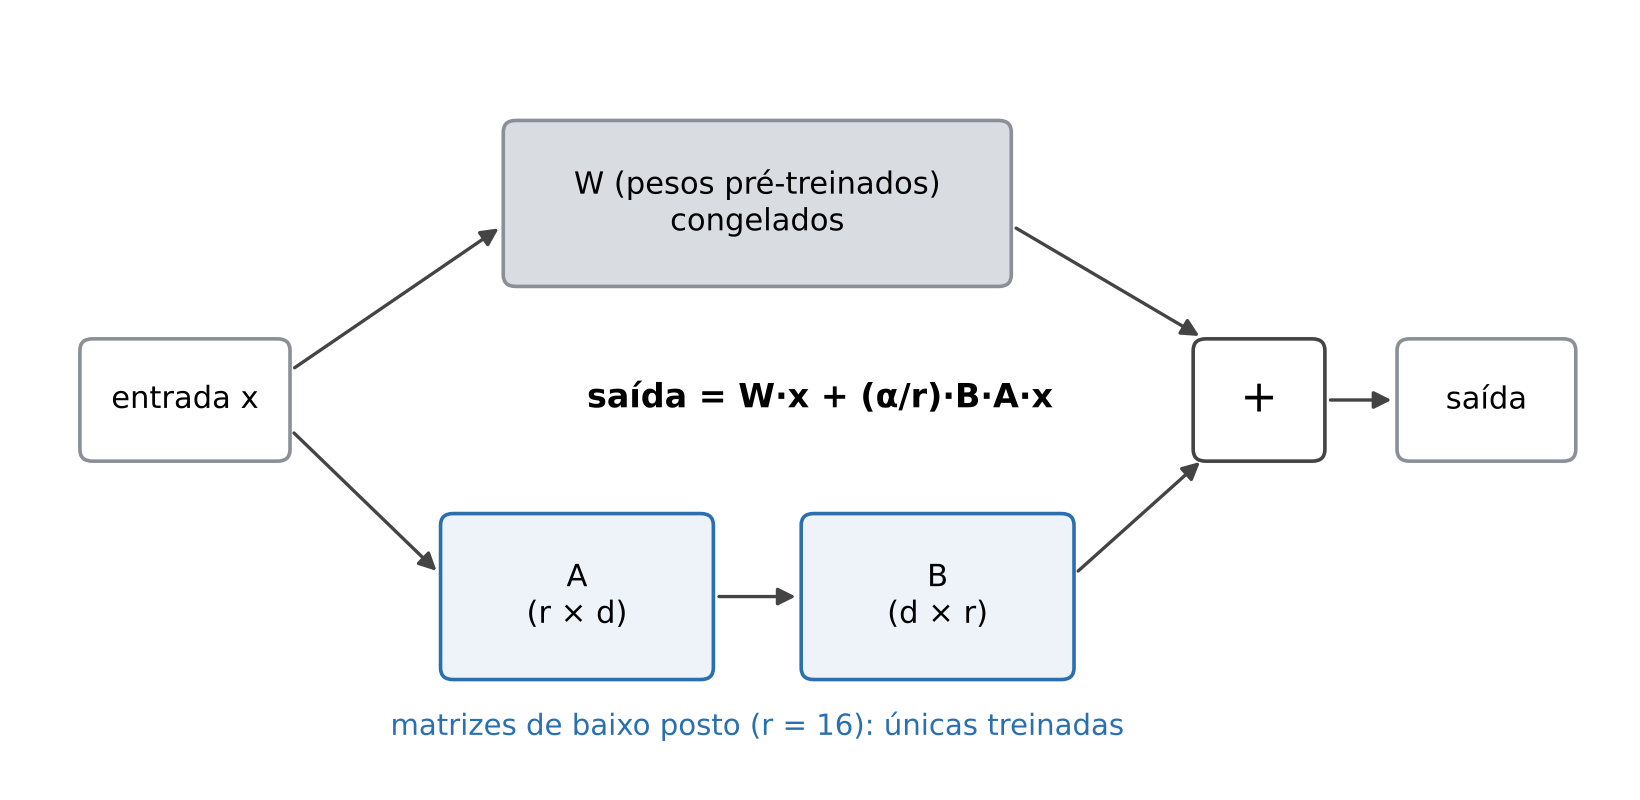 W (pesos pré-treinados)
congelados
entrada x
saída = W·x + (α/r)·B·A·x
+
saída
A
(r × d)
B
(d × r)
matrizes de baixo posto (r = 16): únicas treinadas